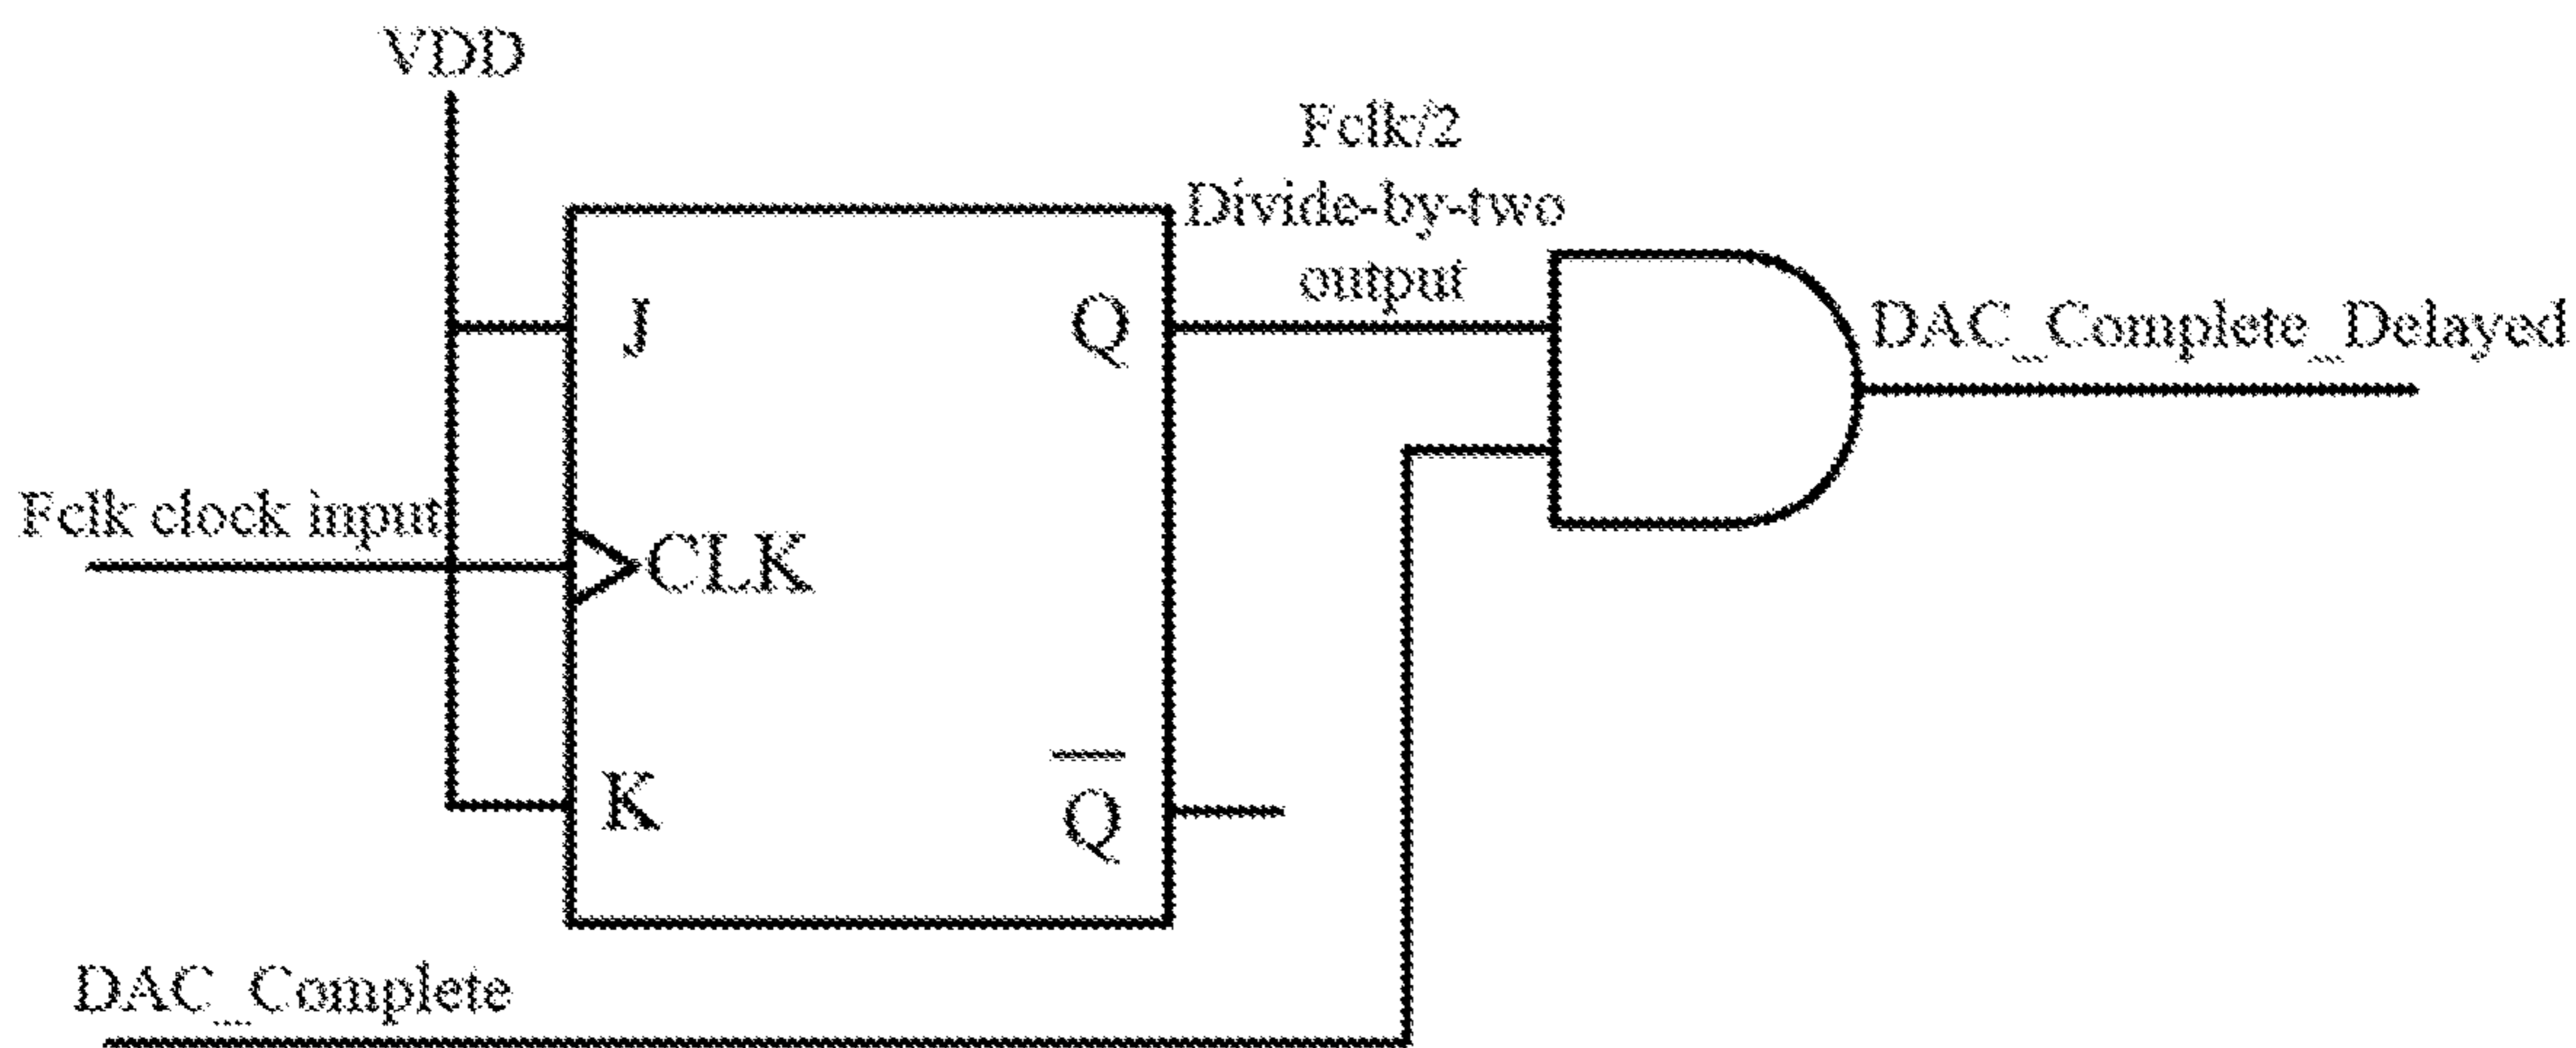 VDD
Fclk/2
Divide-by-two
output
J
Q
DAC_Complete_Delayed
Fclk clock input
CLK
K
Q̅
DAC_Complete